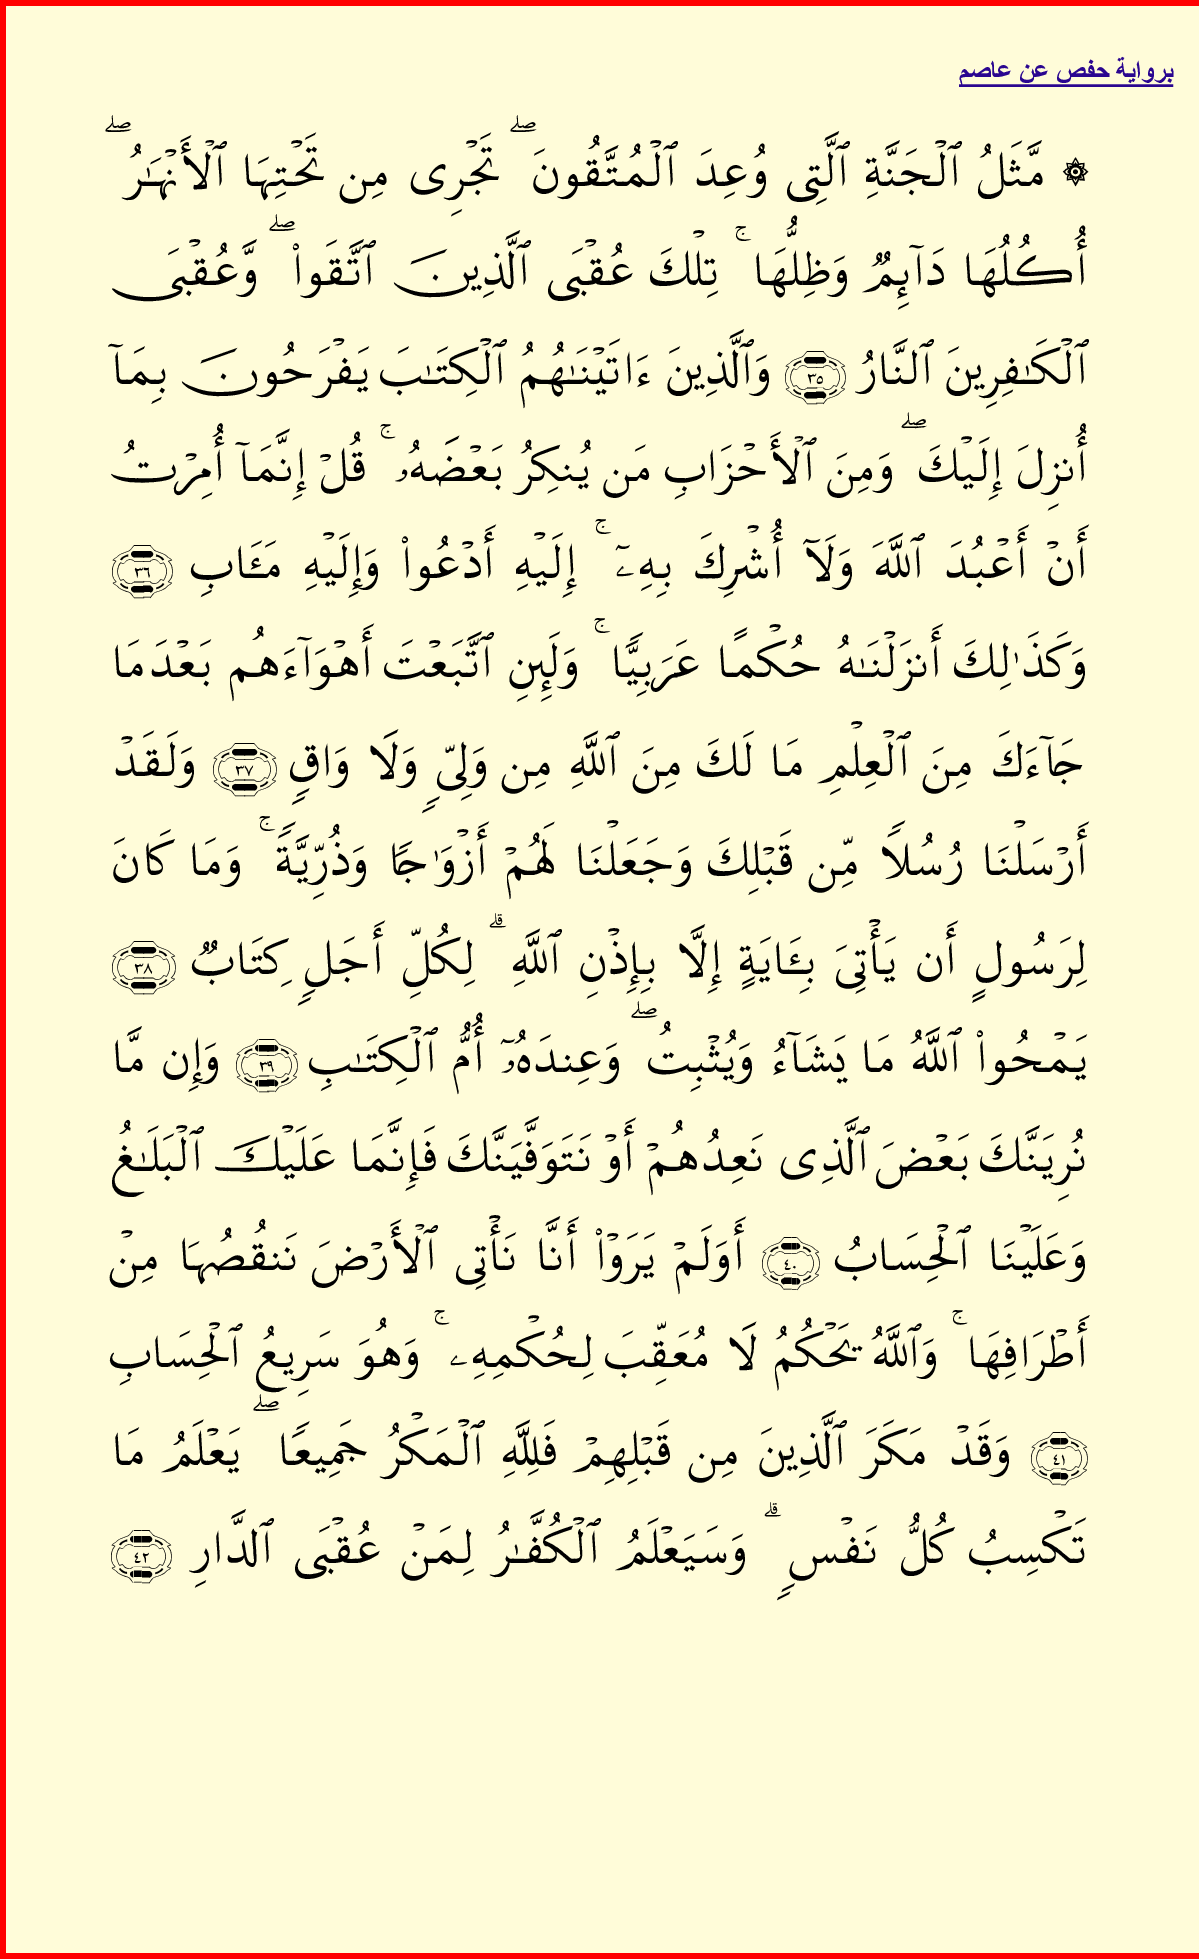 برواية حفص عن عاصم
۞ مَّثَلُ ٱلْجَنَّةِ ٱلَّتِى وُعِدَ ٱلْمُتَّقُونَ ۖ تَجْرِى مِن تَحْتِهَا ٱلْأَنْهَـٰرُ ۖ
أُكُلُهَا دَآئِمٌۭ وَظِلُّهَا ۚ تِلْكَ عُقْبَى ٱلَّذِينَ ٱتَّقَوا۟ ۖ وَّعُقْبَى
ٱلْكَـٰفِرِينَ ٱلنَّارُ ٣٥ وَٱلَّذِينَ ءَاتَيْنَـٰهُمُ ٱلْكِتَـٰبَ يَفْرَحُونَ بِمَآ
أُنزِلَ إِلَيْكَ ۖ وَمِنَ ٱلْأَحْزَابِ مَن يُنكِرُ بَعْضَهُۥ ۚ قُلْ إِنَّمَآ أُمِرْتُ
أَنْ أَعْبُدَ ٱللَّهَ وَلَآ أُشْرِكَ بِهِۦٓ ۚ إِلَيْهِ أَدْعُوا۟ وَإِلَيْهِ مَـَٔابِ ٣٦
وَكَذَٰلِكَ أَنزَلْنَـٰهُ حُكْمًا عَرَبِيًّۭا ۚ وَلَئِنِ ٱتَّبَعْتَ أَهْوَآءَهُم بَعْدَمَا
جَآءَكَ مِنَ ٱلْعِلْمِ مَا لَكَ مِنَ ٱللَّهِ مِن وَلِىٍّۢ وَلَا وَاقٍۢ ٣٧ وَلَقَدْ
أَرْسَلْنَا رُسُلًۭا مِّن قَبْلِكَ وَجَعَلْنَا لَهُمْ أَزْوَٰجًۭا وَذُرِّيَّةًۭ ۚ وَمَا كَانَ
لِرَسُولٍ أَن يَأْتِىَ بِـَٔايَةٍ إِلَّا بِإِذْنِ ٱللَّهِ ۗ لِكُلِّ أَجَلٍۢ كِتَابٌۭ ٣٨
يَمْحُوا۟ ٱللَّهُ مَا يَشَآءُ وَيُثْبِتُ ۖ وَعِندَهُۥٓ أُمُّ ٱلْكِتَـٰبِ ٣٩ وَإِن مَّا
نُرِيَنَّكَ بَعْضَ ٱلَّذِى نَعِدُهُمْ أَوْ نَتَوَفَّيَنَّكَ فَإِنَّمَا عَلَيْكَ ٱلْبَلَـٰغُ
وَعَلَيْنَا ٱلْحِسَابُ ٤٠ أَوَلَمْ يَرَوْا۟ أَنَّا نَأْتِى ٱلْأَرْضَ نَنقُصُهَا مِنْ
أَطْرَافِهَا ۚ وَٱللَّهُ يَحْكُمُ لَا مُعَقِّبَ لِحُكْمِهِۦ ۚ وَهُوَ سَرِيعُ ٱلْحِسَابِ
٤١ وَقَدْ مَكَرَ ٱلَّذِينَ مِن قَبْلِهِمْ فَلِلَّهِ ٱلْمَكْرُ جَمِيعًۭا ۖ يَعْلَمُ مَا
تَكْسِبُ كُلُّ نَفْسٍۢ ۗ وَسَيَعْلَمُ ٱلْكُفَّـٰرُ لِمَنْ عُقْبَى ٱلدَّارِ ٤٢